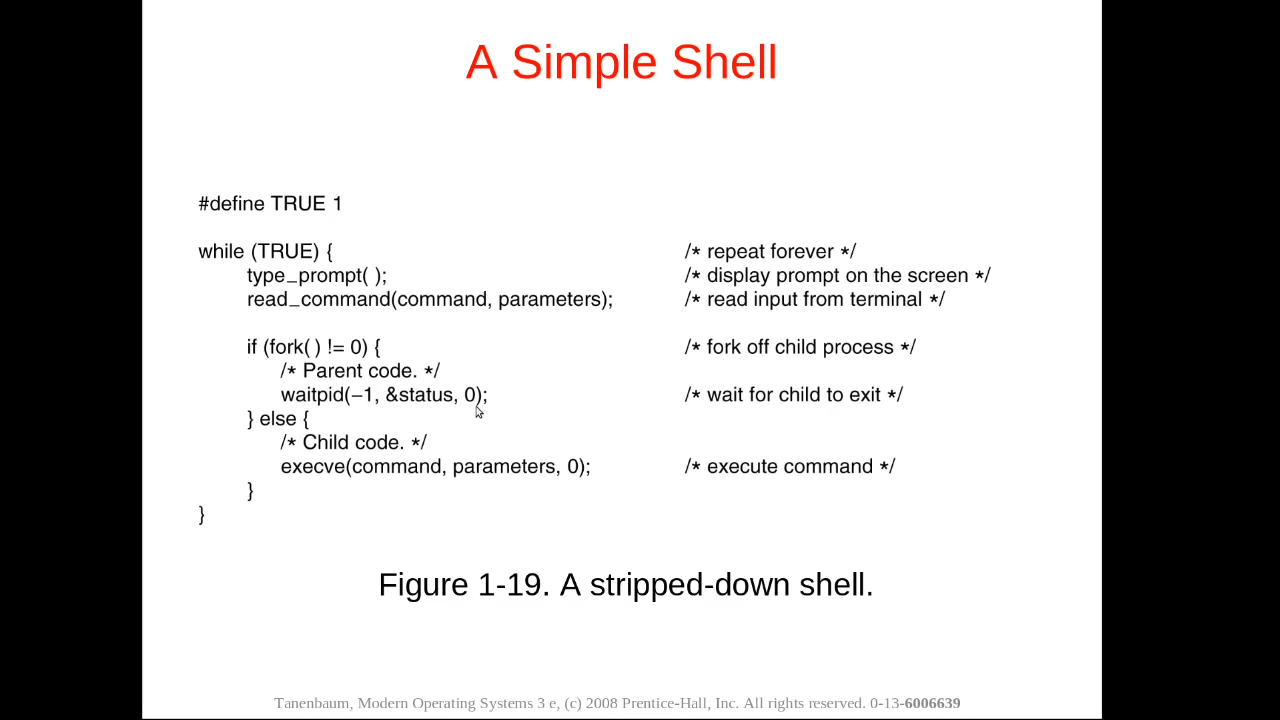 A Simple Shell
#define TRUE 1
while (TRUE) { /* repeat forever */
type_prompt( ); /* display prompt on the screen */
read_command(command, parameters); /* read input from terminal */
if (fork( ) != 0) { /* fork off child process */
/* Parent code. */
waitpid(−1, &status, 0); /* wait for child to exit */
} else {
/* Child code. */
execve(command, parameters, 0); /* execute command */
}
}
Figure 1-19. A stripped-down shell.
Tanenbaum, Modern Operating Systems 3 e, (c) 2008 Prentice-Hall, Inc. All rights reserved. 0-13-6006639